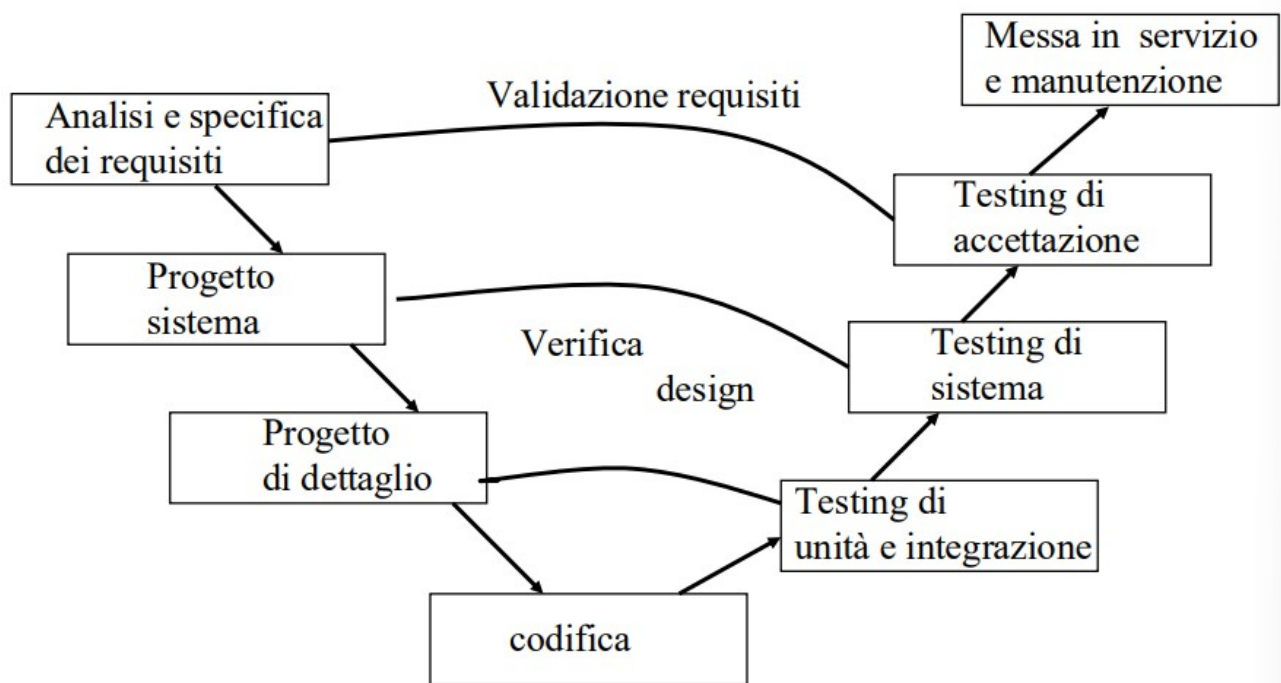 Messa in servizio
e manutenzione
Validazione requisiti
Analisi e specifica
dei requisiti
Testing di
accettazione
Progetto
sistema
Verifica
design
Testing di
sistema
Progetto
di dettaglio
Testing di
unità e integrazione
codifica